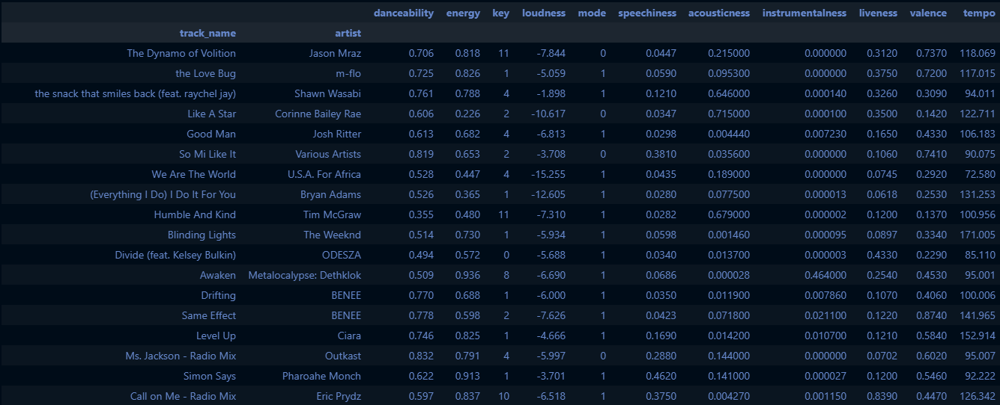 danceability energy key loudness mode speechiness acousticness instrumentalness liveness valence tempo
track_name artist
The Dynamo of Volition Jason Mraz 0.706 0.818 11 -7.844 0 0.0447 0.215000 0.000000 0.3120 0.7370 118.069
the Love Bug m-flo 0.725 0.826 1 -5.059 1 0.0590 0.095300 0.000000 0.3750 0.7200 117.015
the snack that smiles back (feat. raychel jay) Shawn Wasabi 0.761 0.788 4 -1.898 1 0.1210 0.646000 0.000140 0.3260 0.3090 94.011
Like A Star Corinne Bailey Rae 0.606 0.226 2 -10.617 0 0.0347 0.715000 0.000100 0.3500 0.1420 122.711
Good Man Josh Ritter 0.613 0.682 4 -6.813 1 0.0298 0.004440 0.007230 0.1650 0.4330 106.183
So Mi Like It Various Artists 0.819 0.653 2 -3.708 0 0.3810 0.035600 0.000000 0.1060 0.7410 90.075
We Are The World U.S.A. For Africa 0.528 0.447 4 -15.255 1 0.0435 0.189000 0.000000 0.0745 0.2920 72.580
(Everything I Do) I Do It For You Bryan Adams 0.526 0.365 1 -12.605 1 0.0280 0.077500 0.000013 0.0618 0.2530 131.253
Humble And Kind Tim McGraw 0.355 0.480 11 -7.310 1 0.0282 0.679000 0.000002 0.1200 0.1370 100.956
Blinding Lights The Weeknd 0.514 0.730 1 -5.934 1 0.0598 0.001460 0.000095 0.0897 0.3340 171.005
Divide (feat. Kelsey Bulkin) ODESZA 0.494 0.572 0 -5.688 1 0.0340 0.013700 0.000003 0.4330 0.2290 85.110
Awaken Metalocalypse: Dethklok 0.509 0.936 8 -6.690 1 0.0686 0.000028 0.464000 0.2540 0.4530 95.001
Drifting BENEE 0.770 0.688 1 -6.000 1 0.0350 0.011900 0.007860 0.1070 0.4060 100.006
Same Effect BENEE 0.778 0.598 2 -7.626 1 0.0423 0.071800 0.021100 0.1220 0.8740 141.965
Level Up Ciara 0.746 0.825 1 -4.666 1 0.1690 0.014200 0.010700 0.1210 0.5840 152.914
Ms. Jackson - Radio Mix Outkast 0.832 0.791 4 -5.997 0 0.2880 0.144000 0.000000 0.0702 0.6020 95.007
Simon Says Pharoahe Monch 0.622 0.913 1 -3.701 1 0.4620 0.141000 0.000027 0.1200 0.5460 92.222
Call on Me - Radio Mix Eric Prydz 0.597 0.837 10 -6.518 1 0.3750 0.004270 0.001150 0.8390 0.4470 126.342